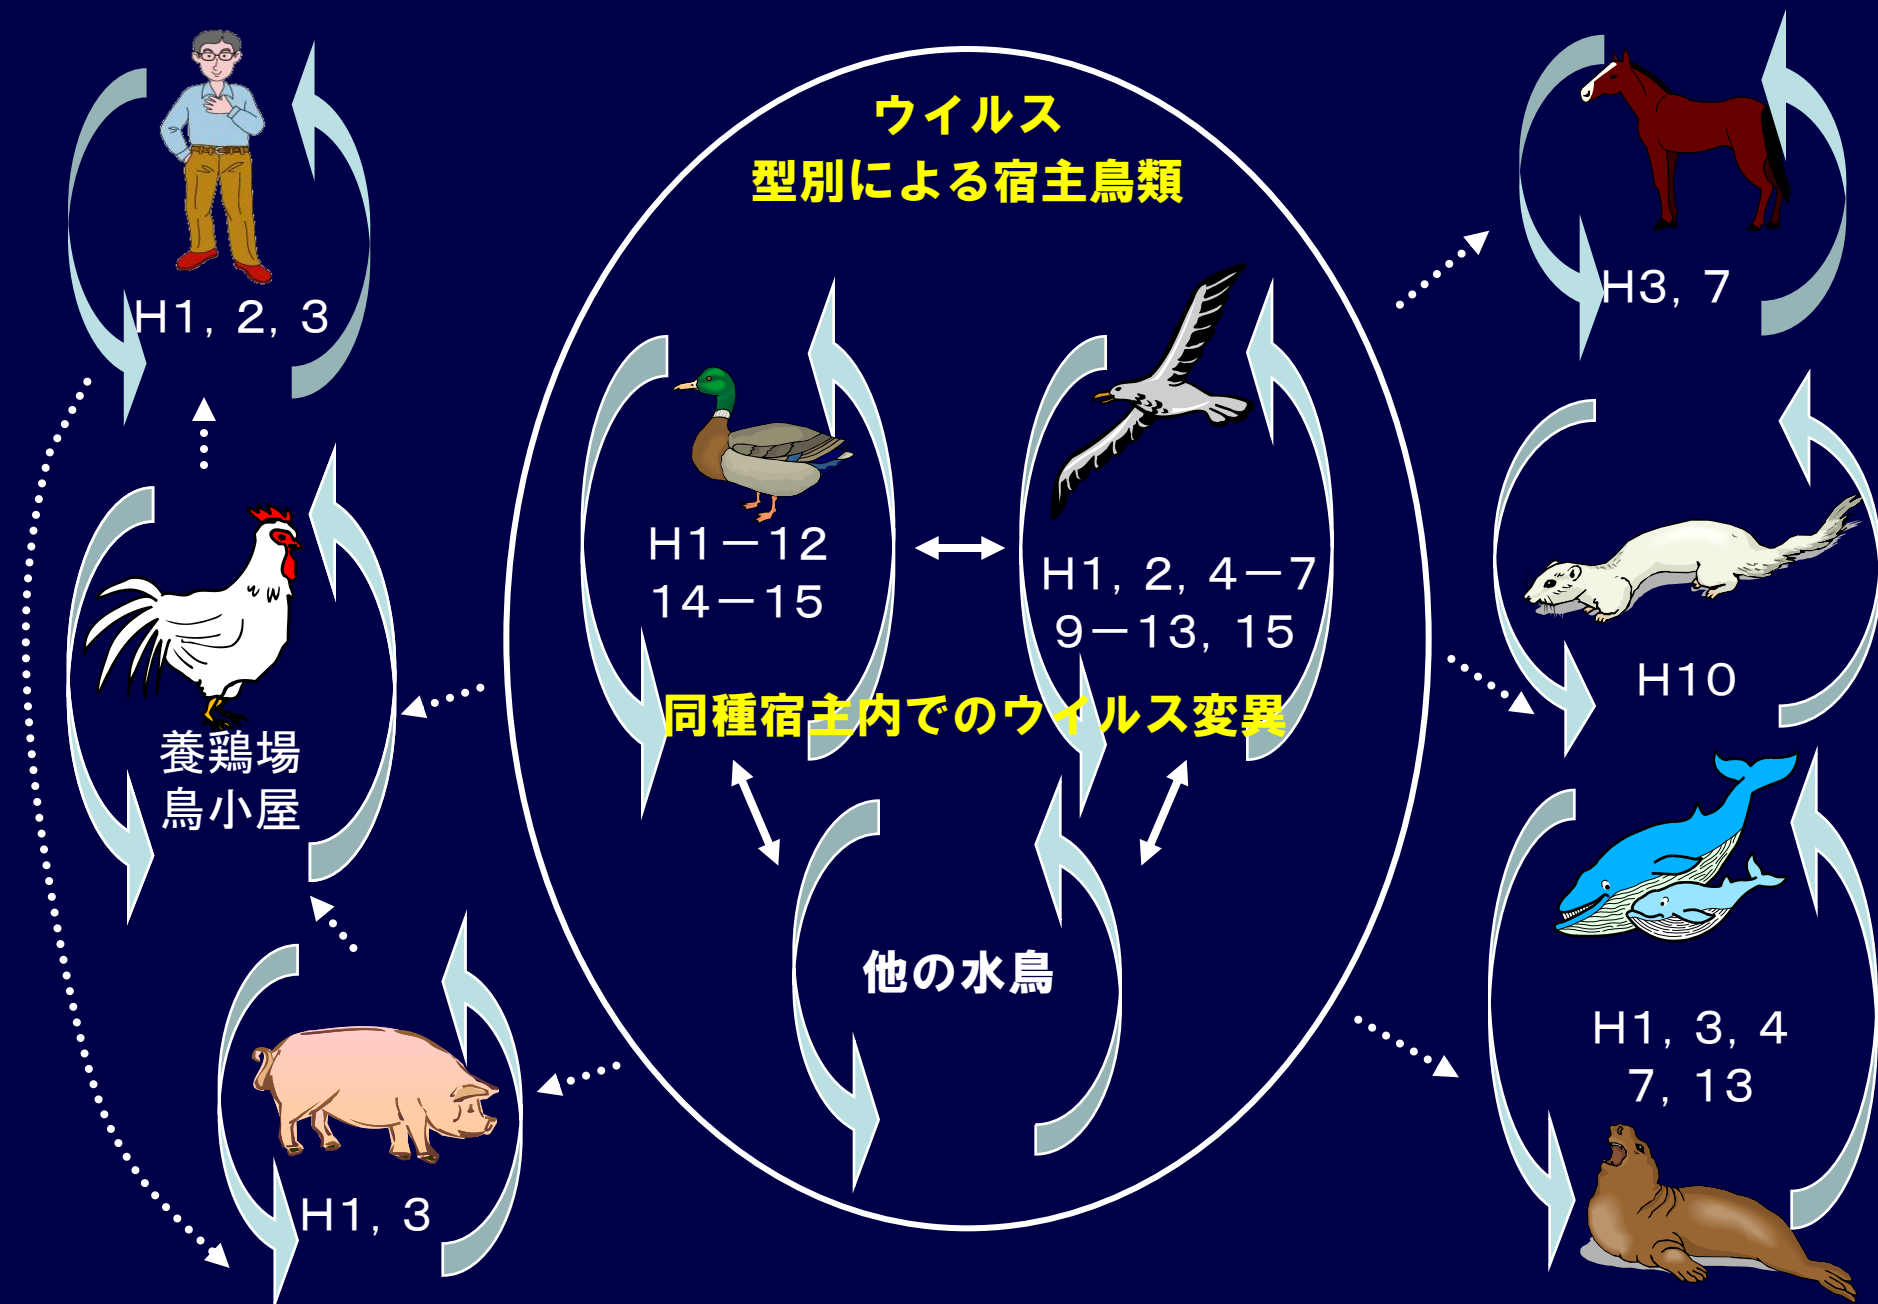 ウイルス
型別による宿主鳥類
H1, 2, 3
H3, 7
H1－12
14－15
H1, 2, 4－7
9－13, 15
H10
同種宿主内でのウイルス変異
養鶏場
鳥小屋
他の水鳥
H1, 3, 4
7, 13
H1, 3